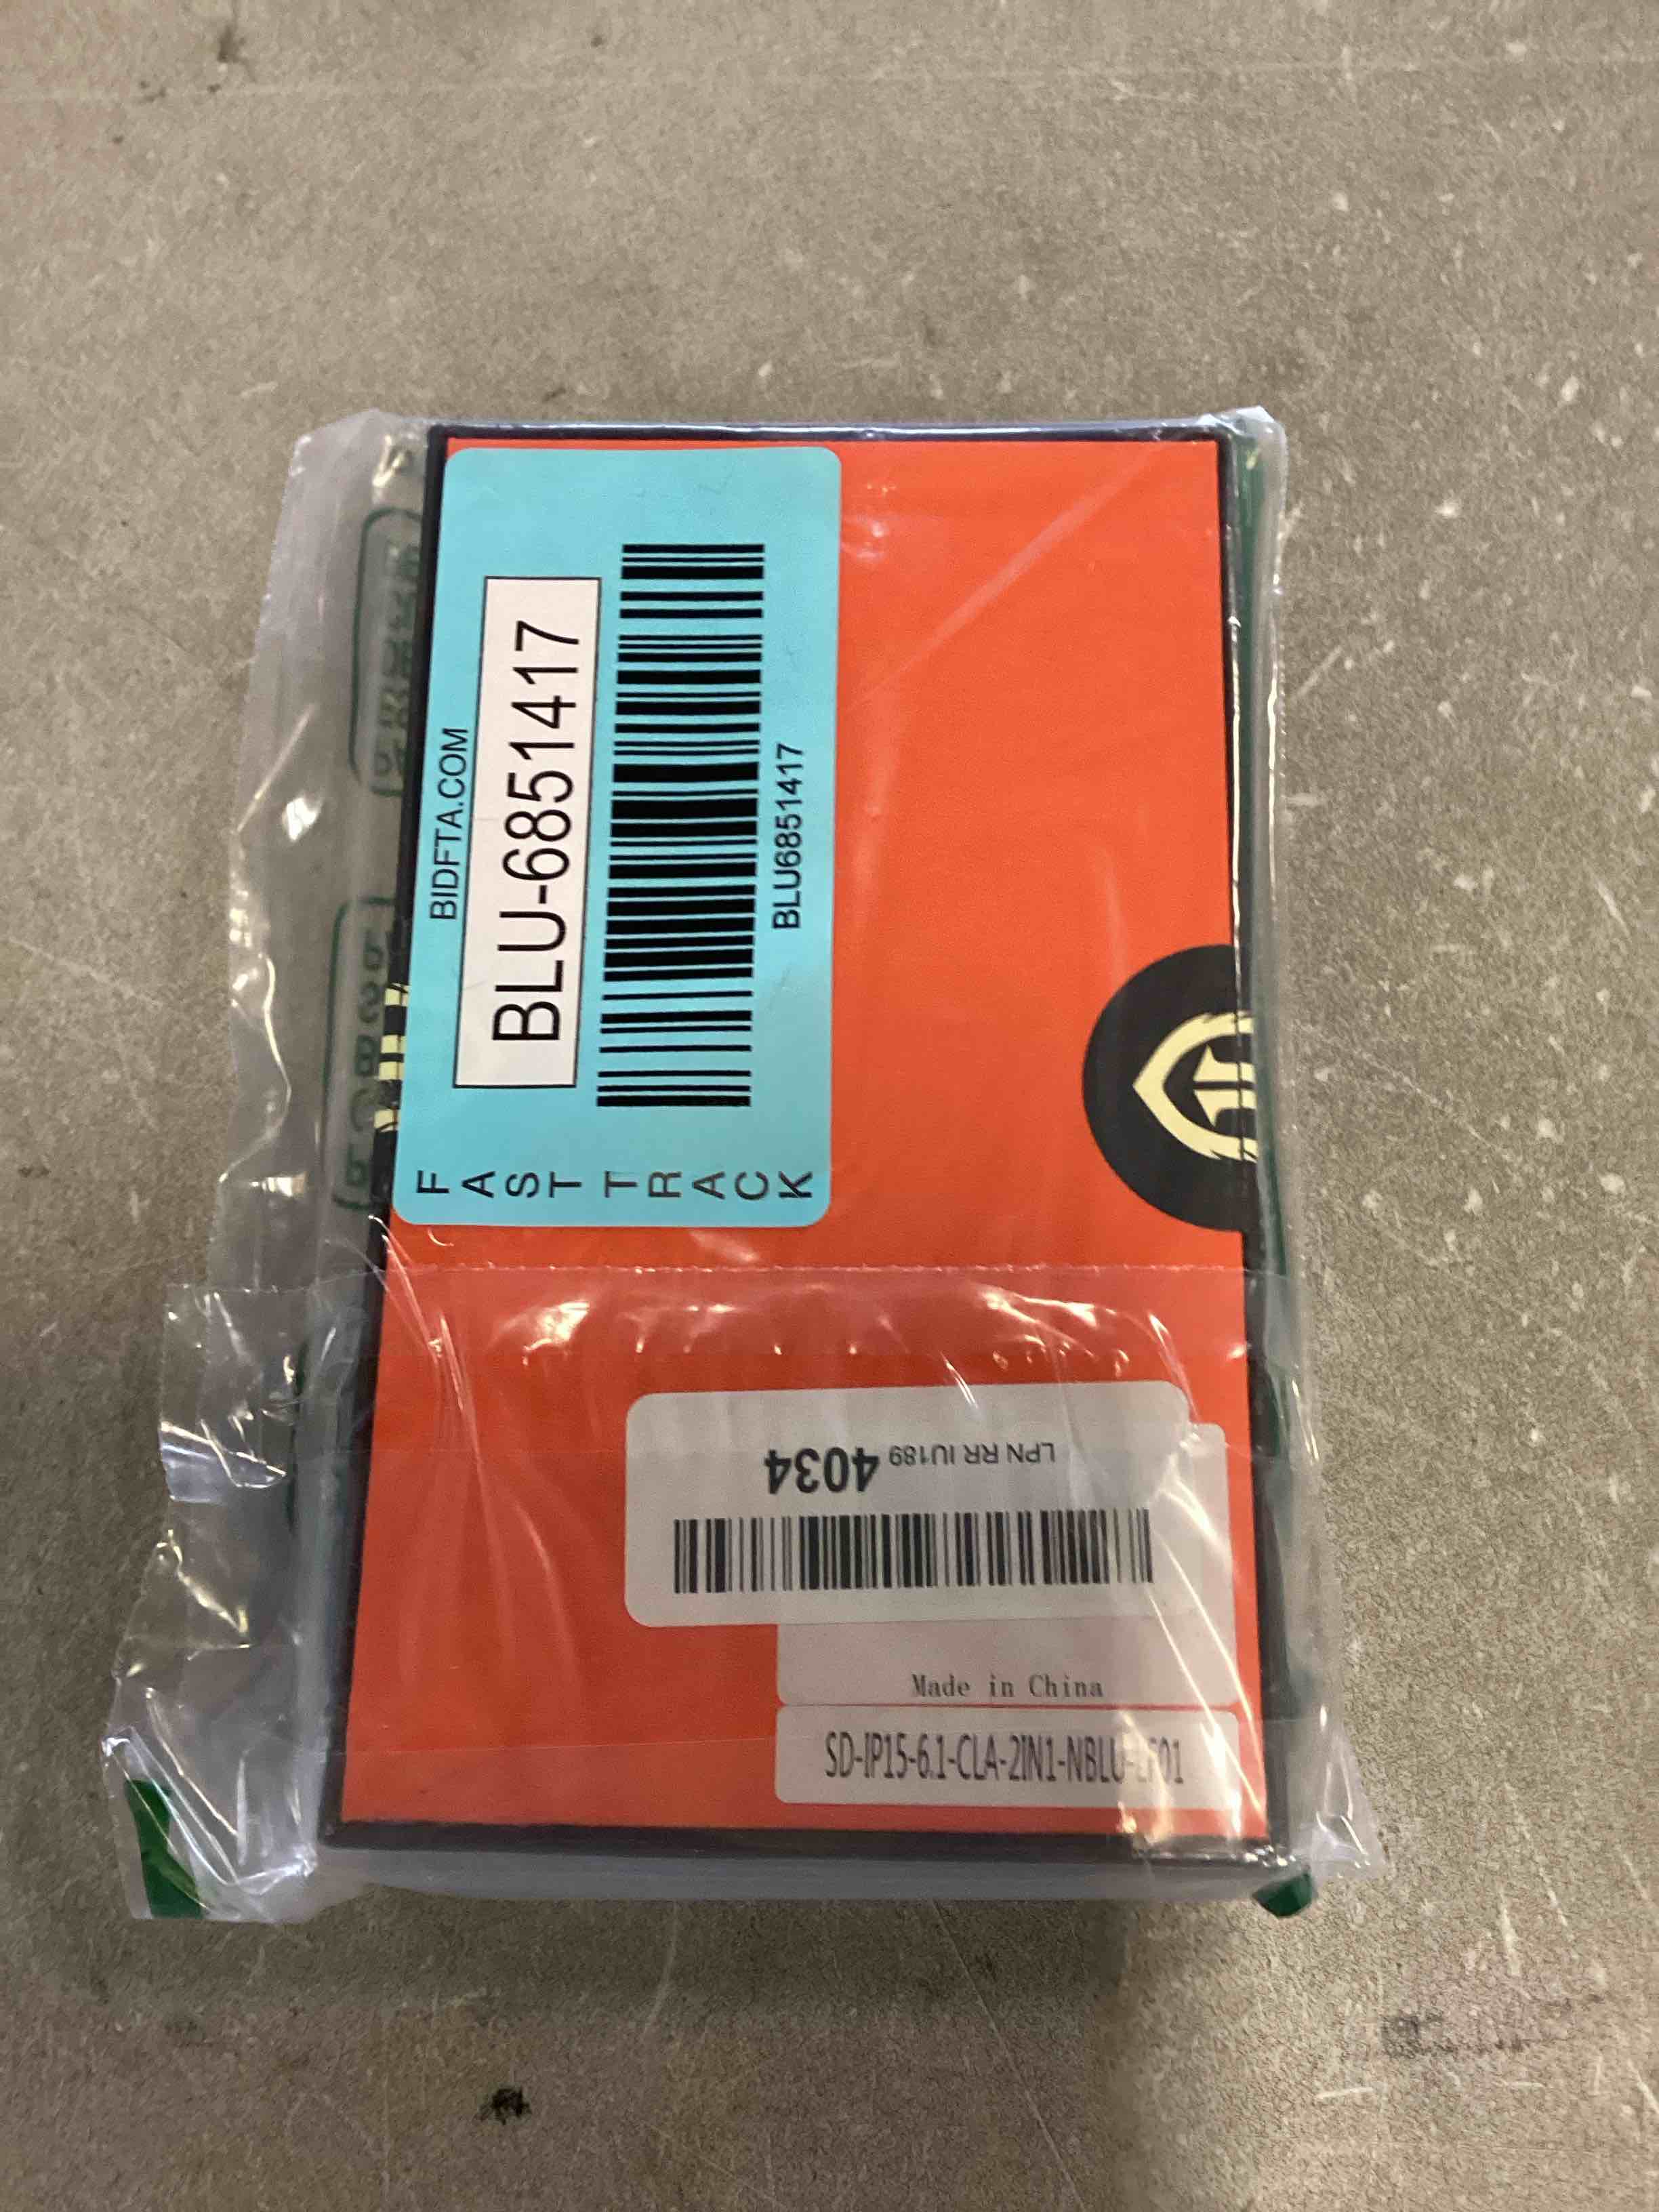 BIDFTA.COM
BLU-6851417
BLU6851417
FAST TRACK
LPN RR IU189 4034
Made in China
SD-IP15-6.1-CLA-2IN1-NBLU-LF01